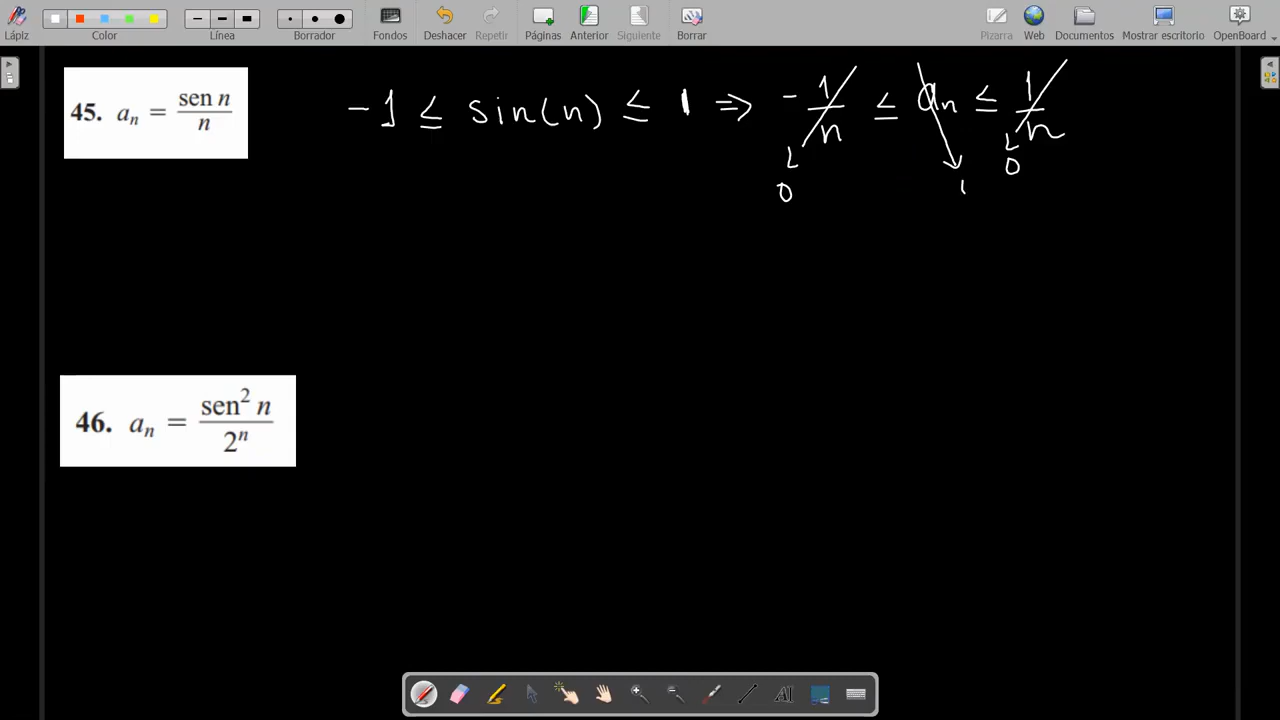 Lápiz Color Línea Borrador Fondos Deshacer Repetir Páginas Anterior Siguiente Borrar Pizarra Web Documentos Mostrar escritorio OpenBoard
45. aₙ = sen n / n
-1 ≤ sin(n) ≤ 1 ⇒ -1/n ≤ aₙ ≤ 1/n
0 0
46. aₙ = sen² n / 2ⁿ
AI